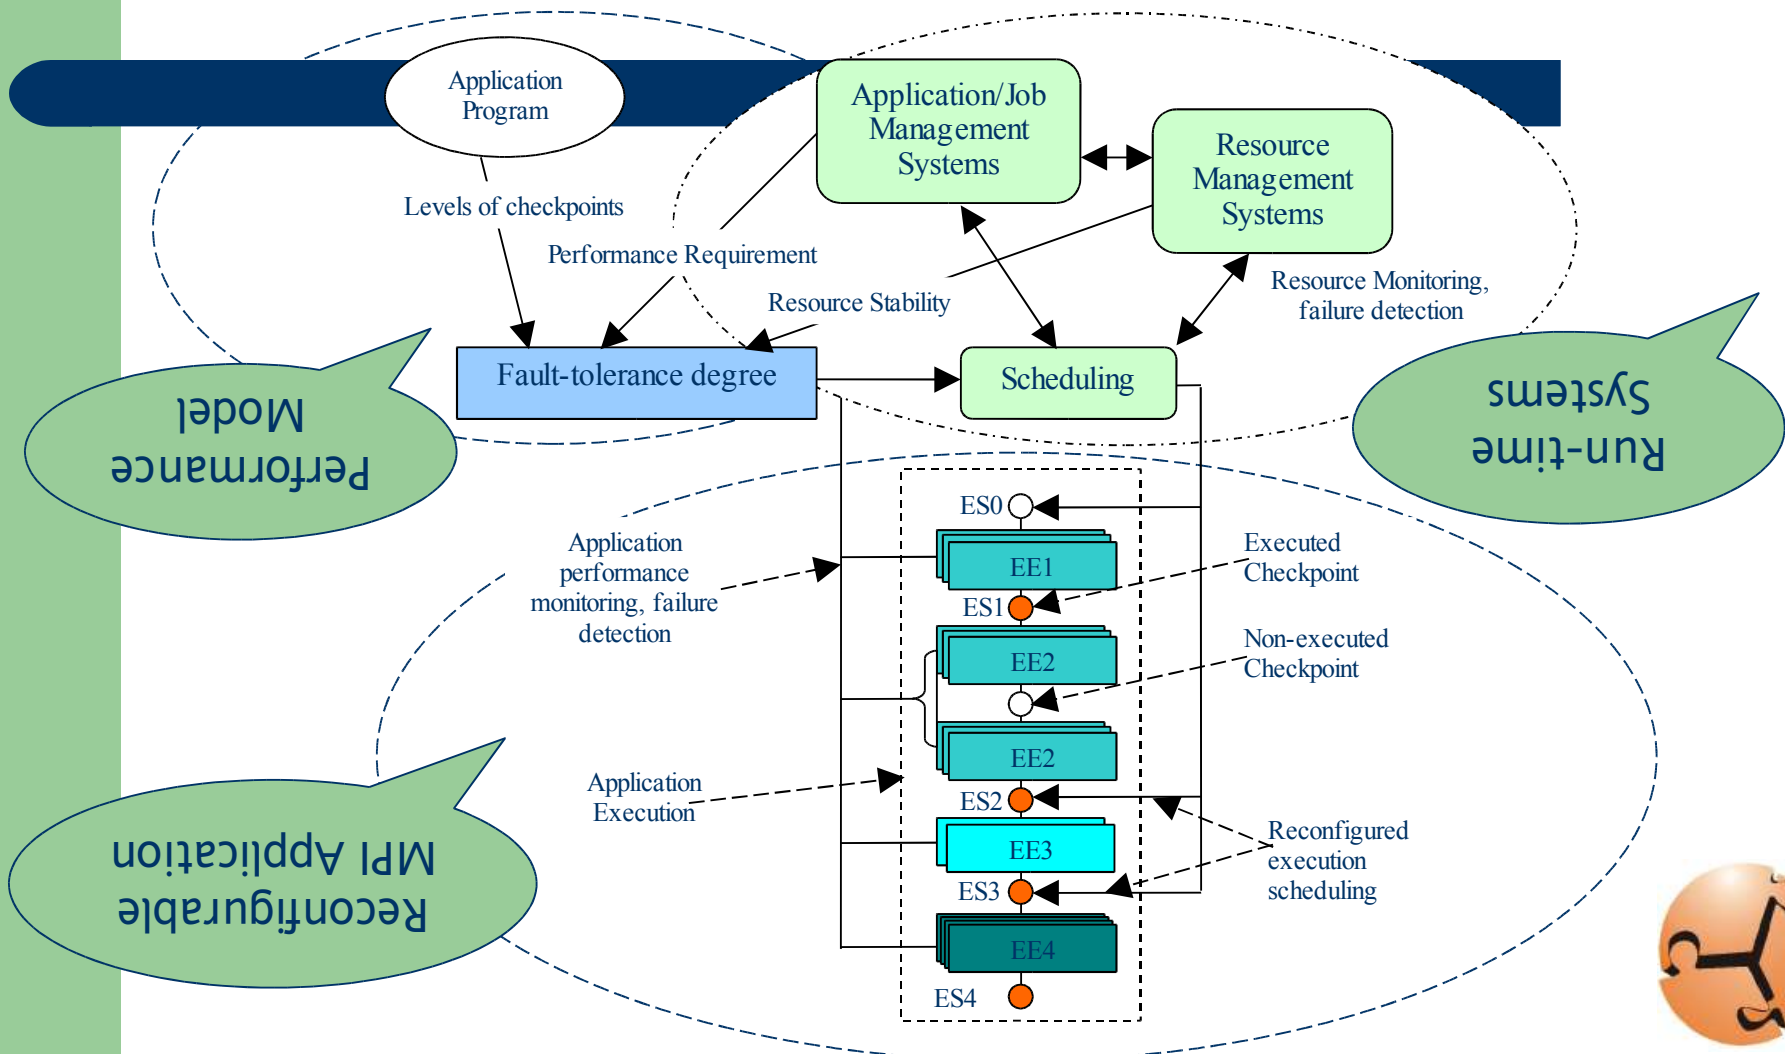 Application
Program
Application/Job
Management
Systems
Resource
Management
Systems
Levels of checkpoints
Performance Requirement
Resource Stability
Resource Monitoring,
failure detection
Fault-tolerance degree
Scheduling
Performance
Model
Run-time
Systems
ES0
Application
performance
monitoring, failure
detection
EE1
Executed
Checkpoint
ES1
EE2
Non-executed
Checkpoint
EE2
Application
Execution
ES2
EE3
Reconfigured
execution
scheduling
ES3
EE4
ES4
Reconfigurable
MPI Application